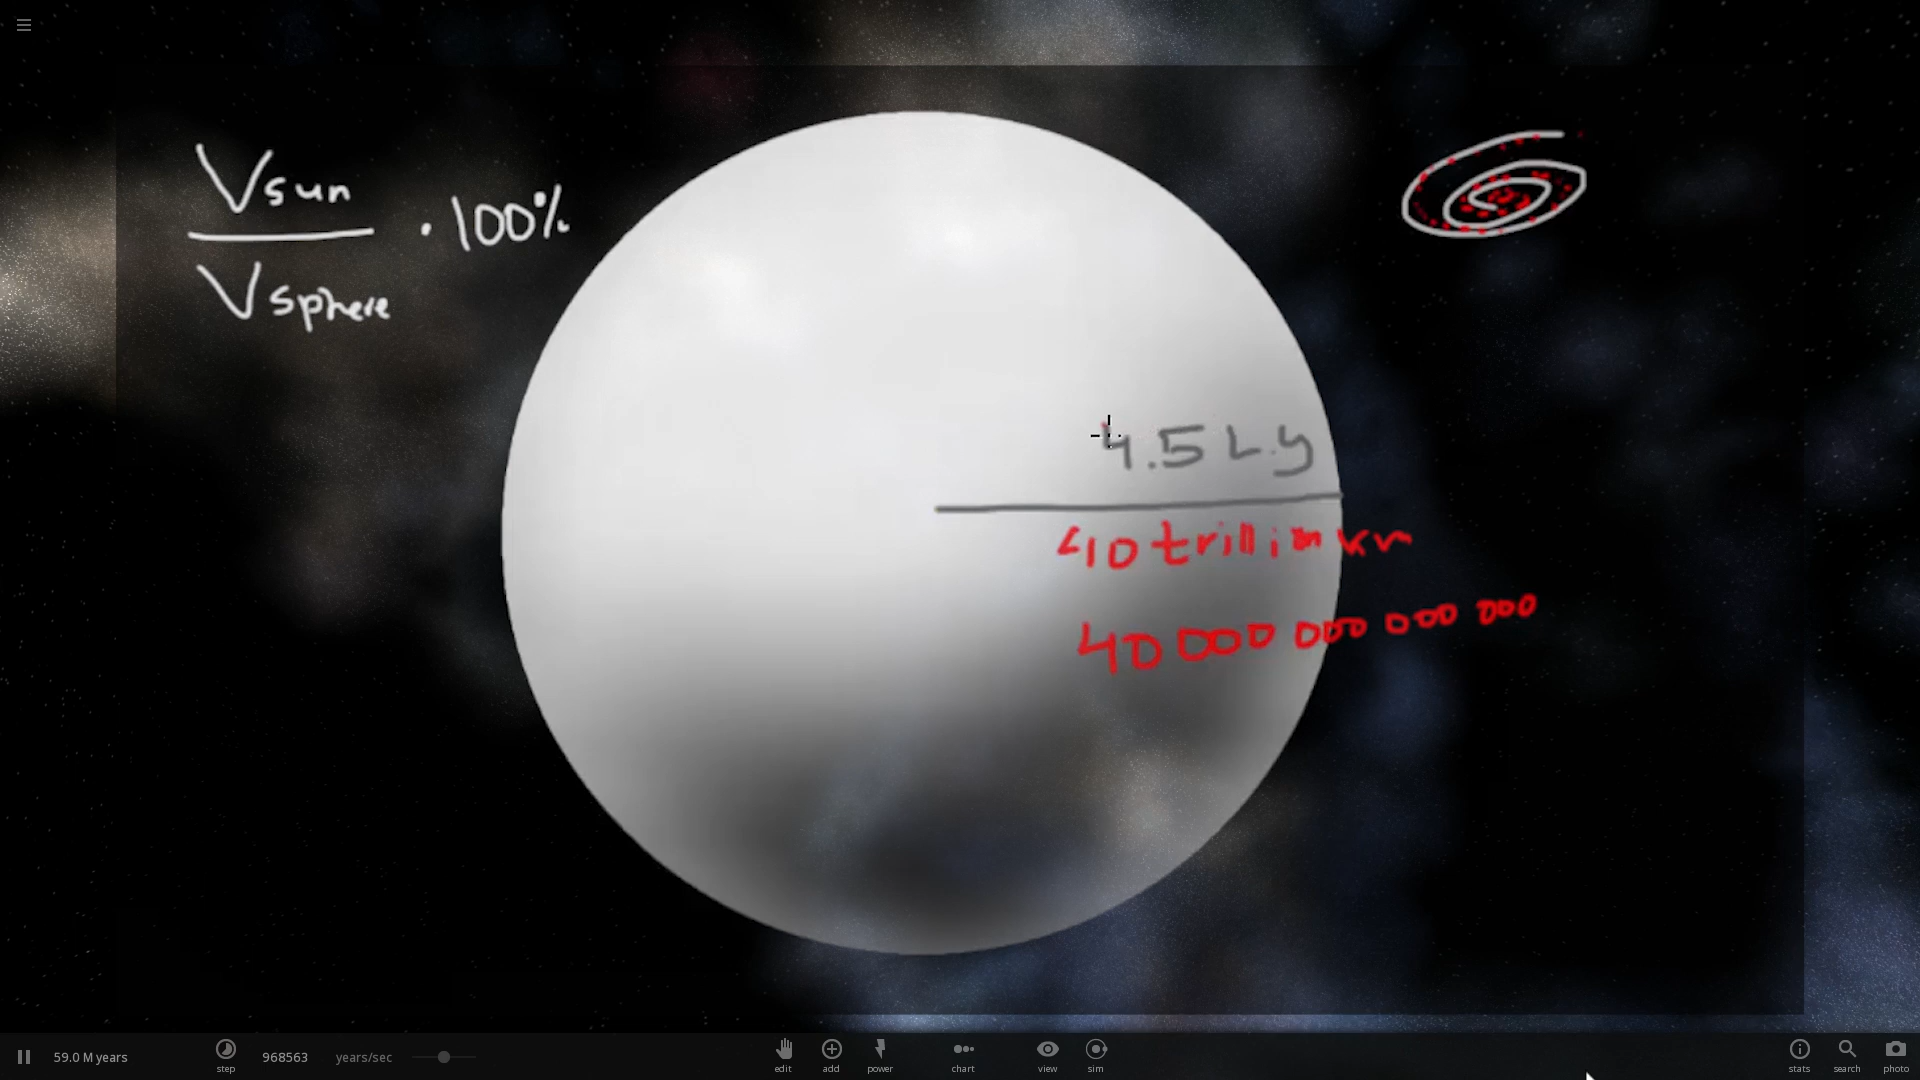 Vsun
· 100%
Vsphere
4.5 L.y
40 trillion km
40 000 000 000 000
59.0 M years
step
968563 years/sec
edit
add
power
chart
view
sim
stats
search
photo